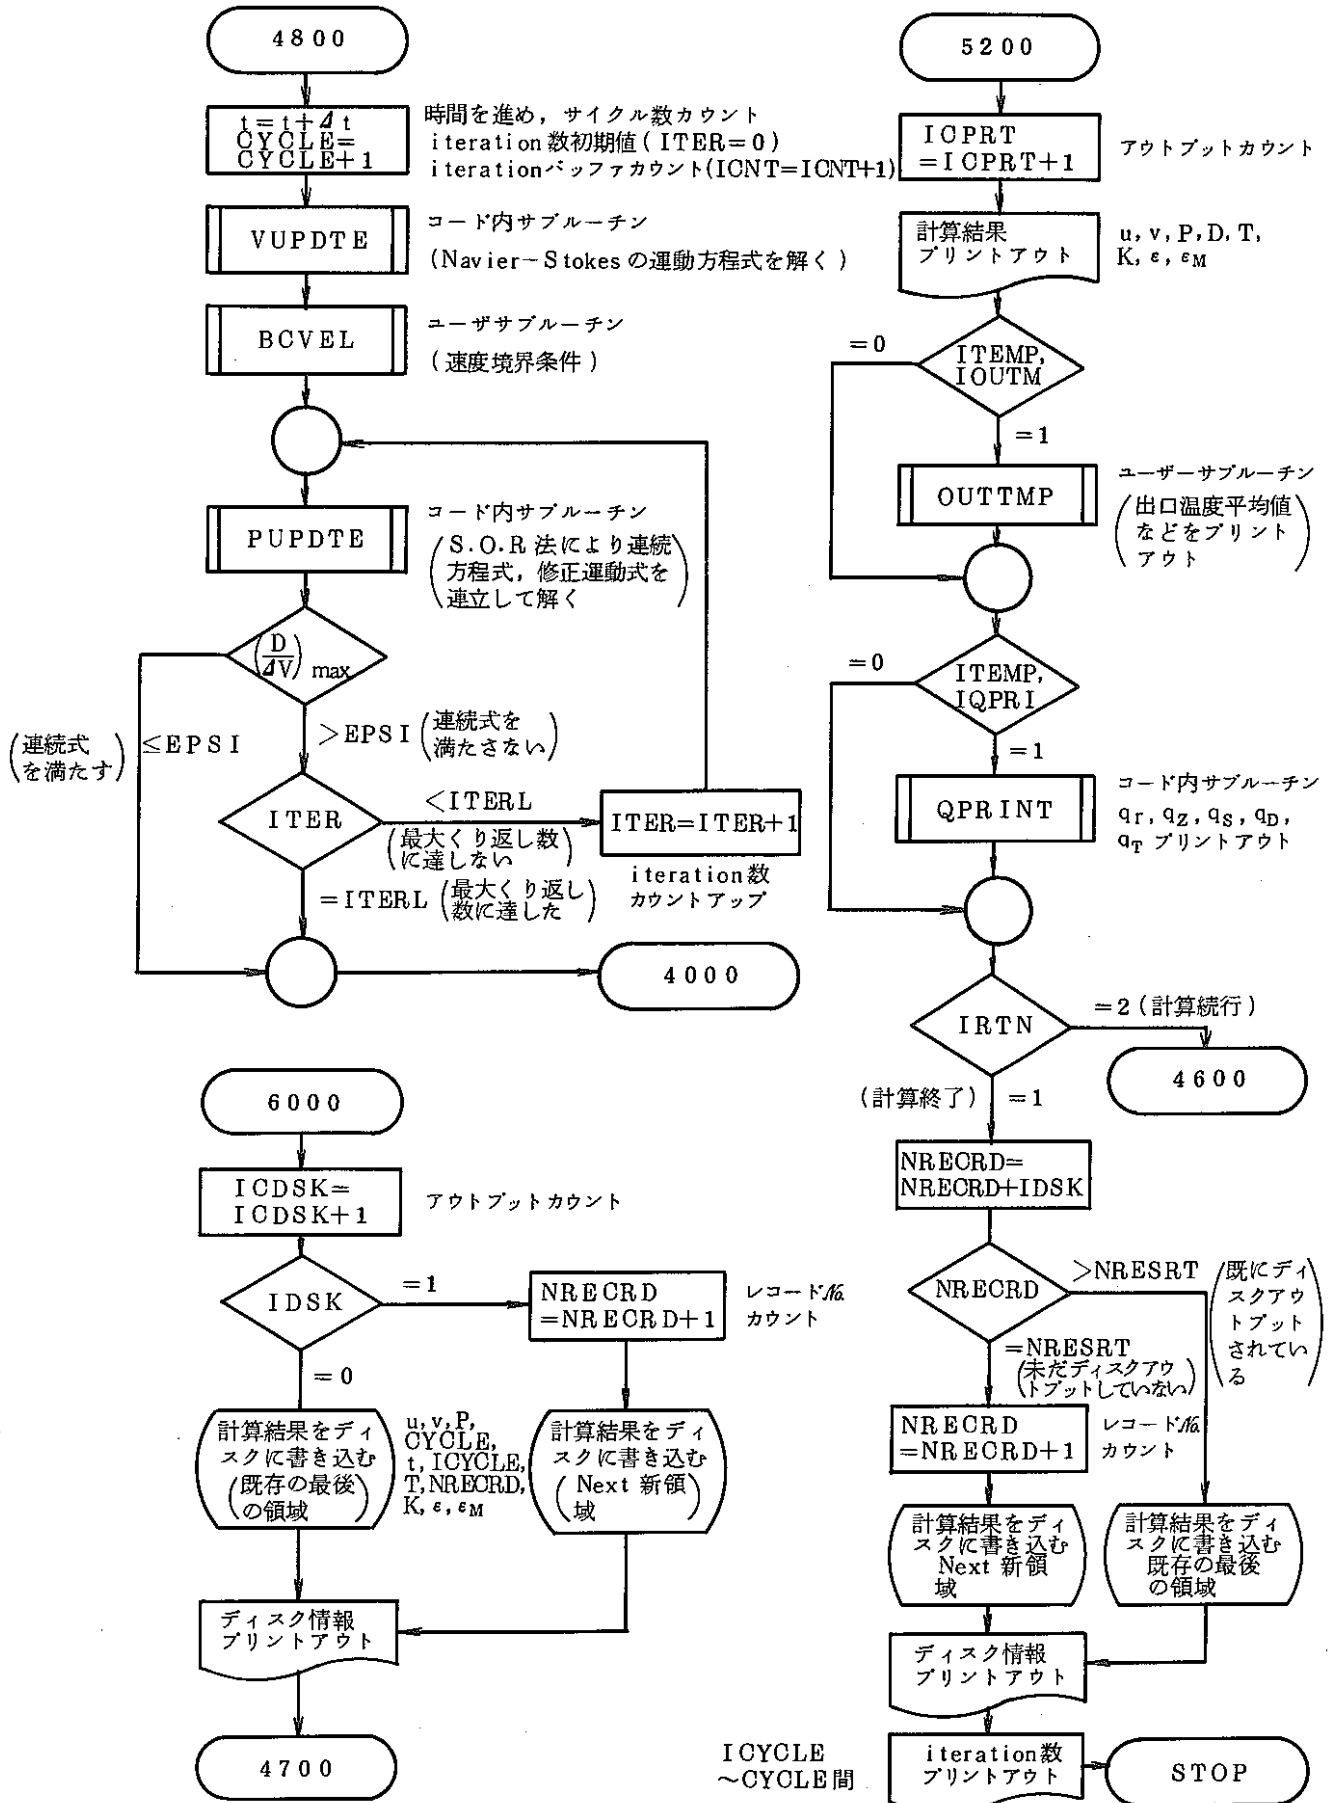 4800
t=t+Δt
CYCLE=
CYCLE+1
時間を進め，サイクル数カウント
iteration数初期値(ITER=0)
iterationバッファカウント(ICNT=ICNT+1)
VUPDTE
コード内サブルーチン
(Navier-Stokesの運動方程式を解く)
BCVEL
ユーザサブルーチン
(速度境界条件)
PUPDTE
コード内サブルーチン
(S.O.R法により連続
方程式，修正運動式を
連立して解く)
(D/ΔV)max
(連続式
を満たす)
≤EPSI
>EPSI
(連続式を
満たさない)
ITER
<ITERL
(最大くり返し数
に達しない)
ITER=ITER+1
iteration数
カウントアップ
=ITERL
(最大くり返し
数に達した)
4000
6000
ICDSK=
ICDSK+1
アウトプットカウント
IDSK
=1
NRECRD
=NRECRD+1
レコードNo.
カウント
=0
計算結果をディ
スクに書き込む
(既存の最後
の領域)
u,v,P,
CYCLE,
t,ICYCLE,
T,NRECRD,
K,ε,εM
計算結果をディ
スクに書き込む
(Next 新領
域)
ディスク情報
プリントアウト
4700
5200
ICPRT
=ICPRT+1
アウトプットカウント
計算結果
プリントアウト
u,v,P,D,T,
K,ε,εM
=0
ITEMP,
IOUTM
=1
OUTTMP
ユーザーサブルーチン
(出口温度平均値
などをプリント
アウト)
=0
ITEMP,
IQPRI
=1
QPRINT
コード内サブルーチン
qr,qZ,qS,qD,
qT プリントアウト
IRTN
=2(計算続行)
4600
(計算終了)
=1
NRECRD=
NRECRD+IDSK
NRECRD
>NRESRT
(既にディ
スクアウ
トプット
されてい
る)
=NRESRT
(未だディスクアウ
トプットしていない)
NRECRD
=NRECRD+1
レコードNo.
カウント
計算結果をディ
スクに書き込む
Next 新領
域
計算結果をディ
スクに書き込む
既存の最後
の領域
ディスク情報
プリントアウト
ICYCLE
～CYCLE間
iteration数
プリントアウト
STOP